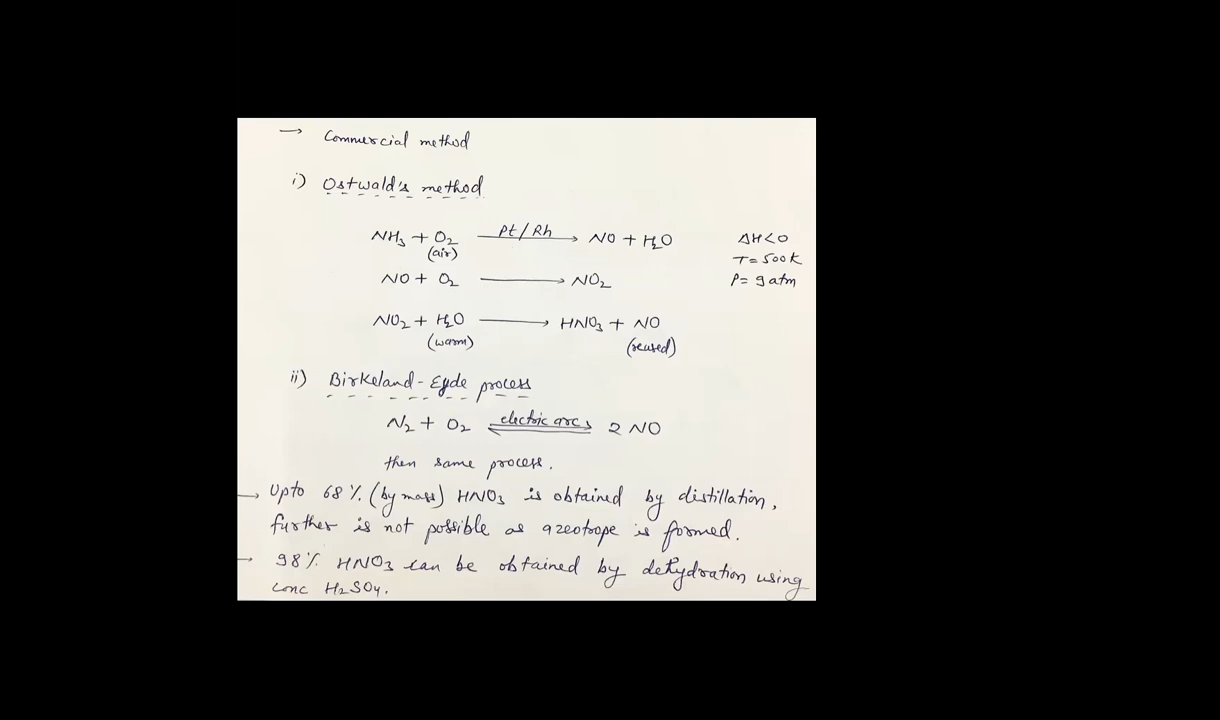 → Commercial method
i) Ostwald's method
NH₃ + O₂ Pt/Rh → NO + H₂O ΔH<0
(air) T= 500K
NO + O₂ → NO₂ P= 9atm
NO₂ + H₂O → HNO₃ + NO
(warm) (reused)
ii) Birkeland-Eyde process
N₂ + O₂ electric arc ⇌ 2 NO
then same process.
→ Upto 68% (by mass) HNO₃ is obtained by distillation,
further is not possible as azeotrope is formed.
→ 98% HNO₃ can be obtained by dehydration using
conc H₂SO₄.